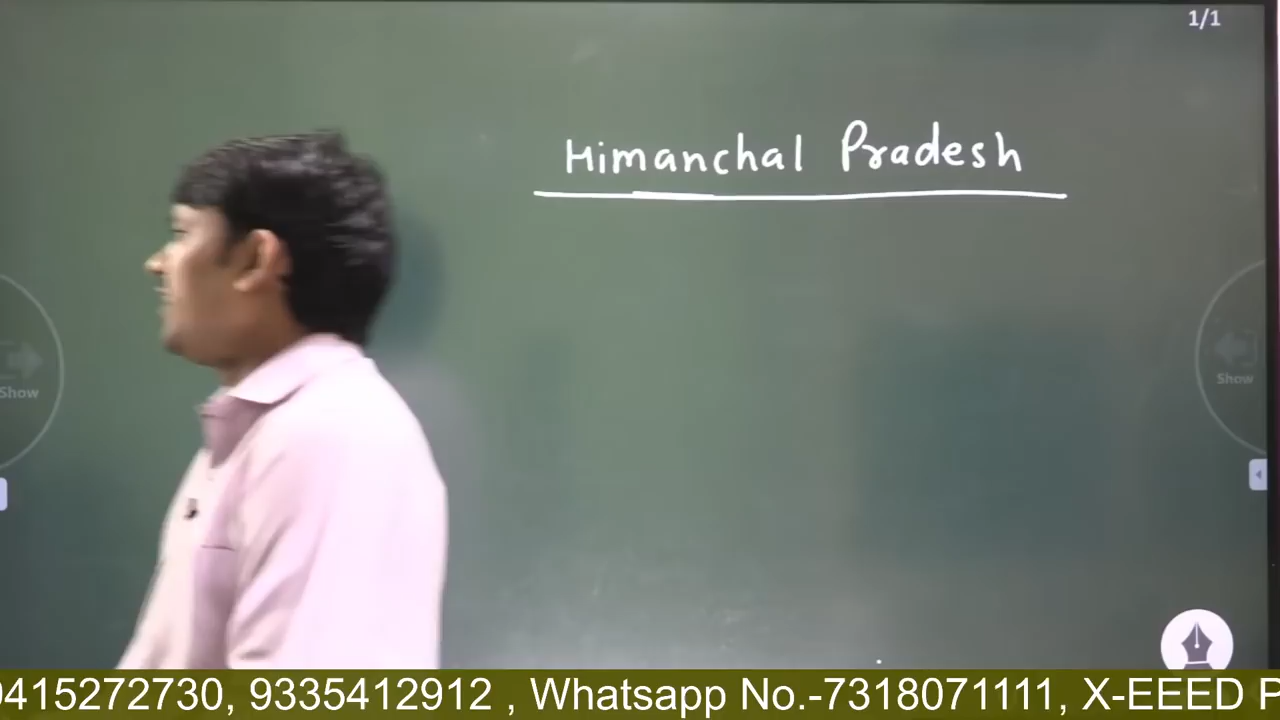 1/1
Himanchal Pradesh
Show
Show
9415272730, 9335412912 , Whatsapp No.-7318071111, X-EEED P